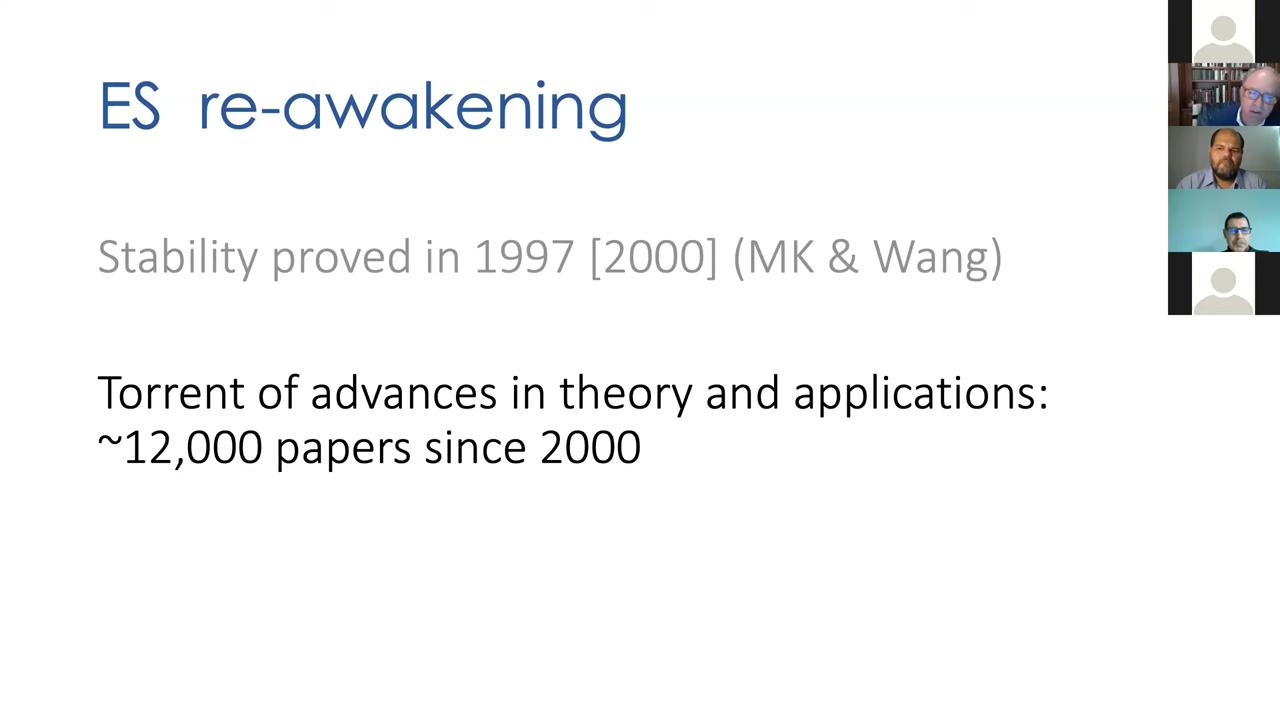 ES re-awakening
Stability proved in 1997 [2000] (MK & Wang)
Torrent of advances in theory and applications:
~12,000 papers since 2000